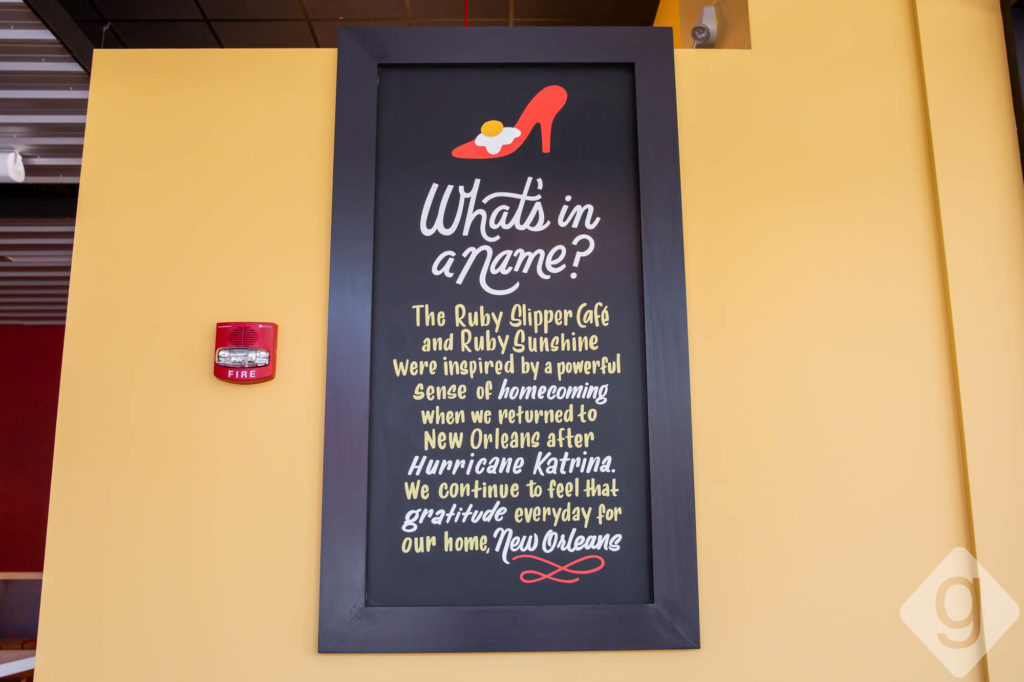 What's in
a name?
The Ruby Slipper Café
and Ruby Sunshine
Were inspired by a powerful
sense of homecoming
when we returned to
New Orleans after
Hurricane Katrina.
We continue to feel that
gratitude everyday for
our home, New Orleans
FIRE
g